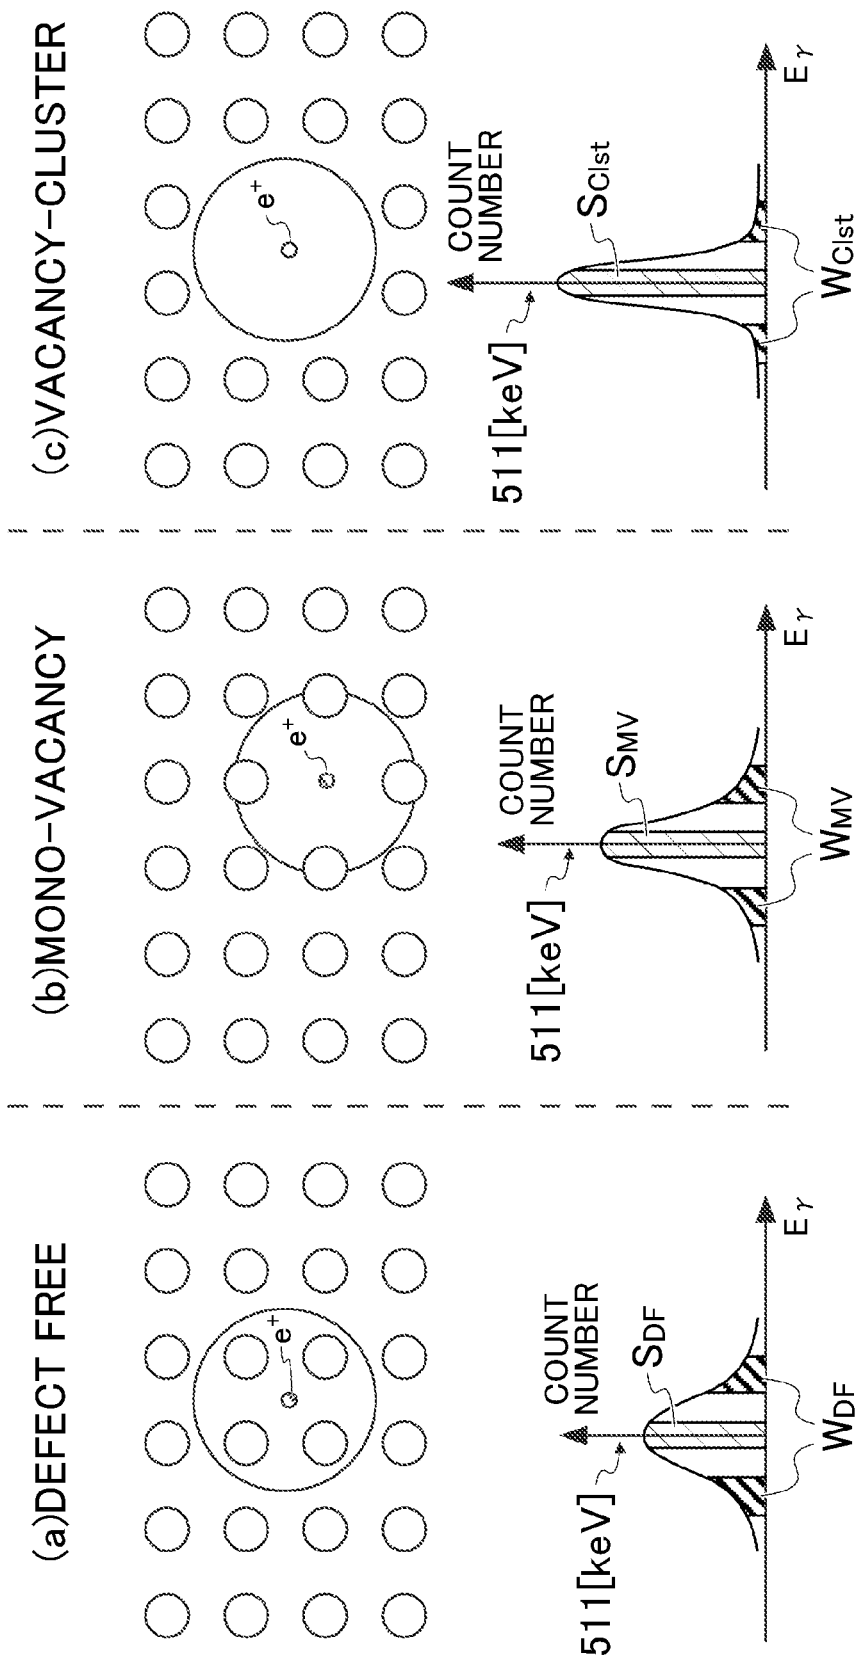 (a)DEFECT FREE
e+
COUNT
NUMBER
511[keV]
SDF
Eγ
WDF
(b)MONO-VACANCY
e+
COUNT
NUMBER
511[keV]
SMV
Eγ
WMV
(c)VACANCY-CLUSTER
e+
COUNT
NUMBER
511[keV]
SClst
Eγ
WClst